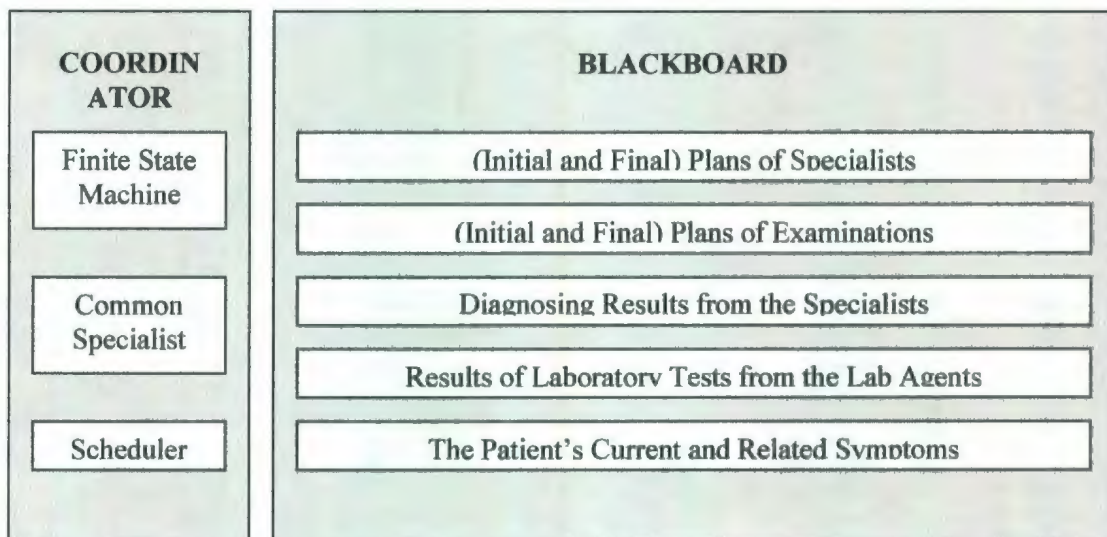 COORDIN
ATOR
Finite State
Machine
Common
Specialist
Scheduler
BLACKBOARD
(Initial and Final) Plans of Specialists
(Initial and Final) Plans of Examinations
Diagnosing Results from the Specialists
Results of Laboratory Tests from the Lab Agents
The Patient's Current and Related Symptoms